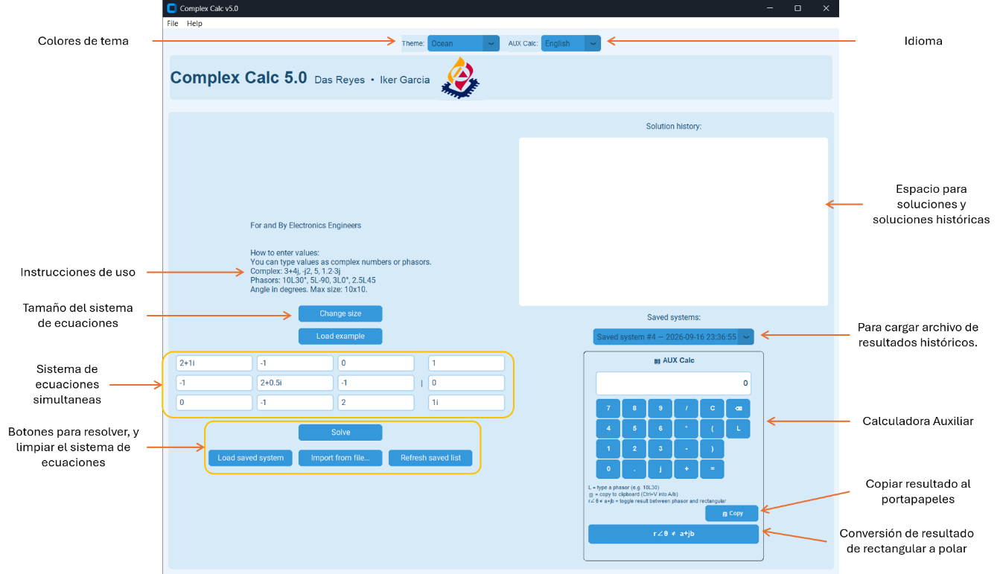 Complex Calc v5.0
File Help
Colores de tema
Theme: Ocean AUX Calc: English
Idioma
Complex Calc 5.0 Das Reyes • Iker Garcia
Solution history:
Espacio para
soluciones y
soluciones históricas
For and By Electronics Engineers
How to enter values:
You can type values as complex numbers or phasors.
Complex: 3+4j, -j2, 5, 1.2-3j
Phasors: 10L30°, 5L-90, 3L0°, 2.5L45
Angle in degrees. Max size: 10x10.
Instrucciones de uso
Tamaño del sistema
de ecuaciones
Change size
Load example
Saved systems:
Saved system #4 — 2026-09-16 23:36:55
Para cargar archivo de
resultados históricos.
Sistema de
ecuaciones
simultaneas
2+1i -1 0 1
-1 2+0.5i -1 | 0
0 -1 2 1i
Botones para resolver, y
limpiar el sistema de
ecuaciones
Solve
Load saved system Import from file... Refresh saved list
AUX Calc
0
7 8 9 / C ⌫
4 5 6 * ( L
1 2 3 - )
0 . j + =
Calculadora Auxiliar
L = type a phasor (e.g. 10L30)
= copy to clipboard (Ctrl+V into A/b)
r∠θ ≠ a+jb = toggle result between phasor and rectangular
Copy
r∠θ ≠ a+jb
Copiar resultado al
portapapeles
Conversión de resultado
de rectangular a polar